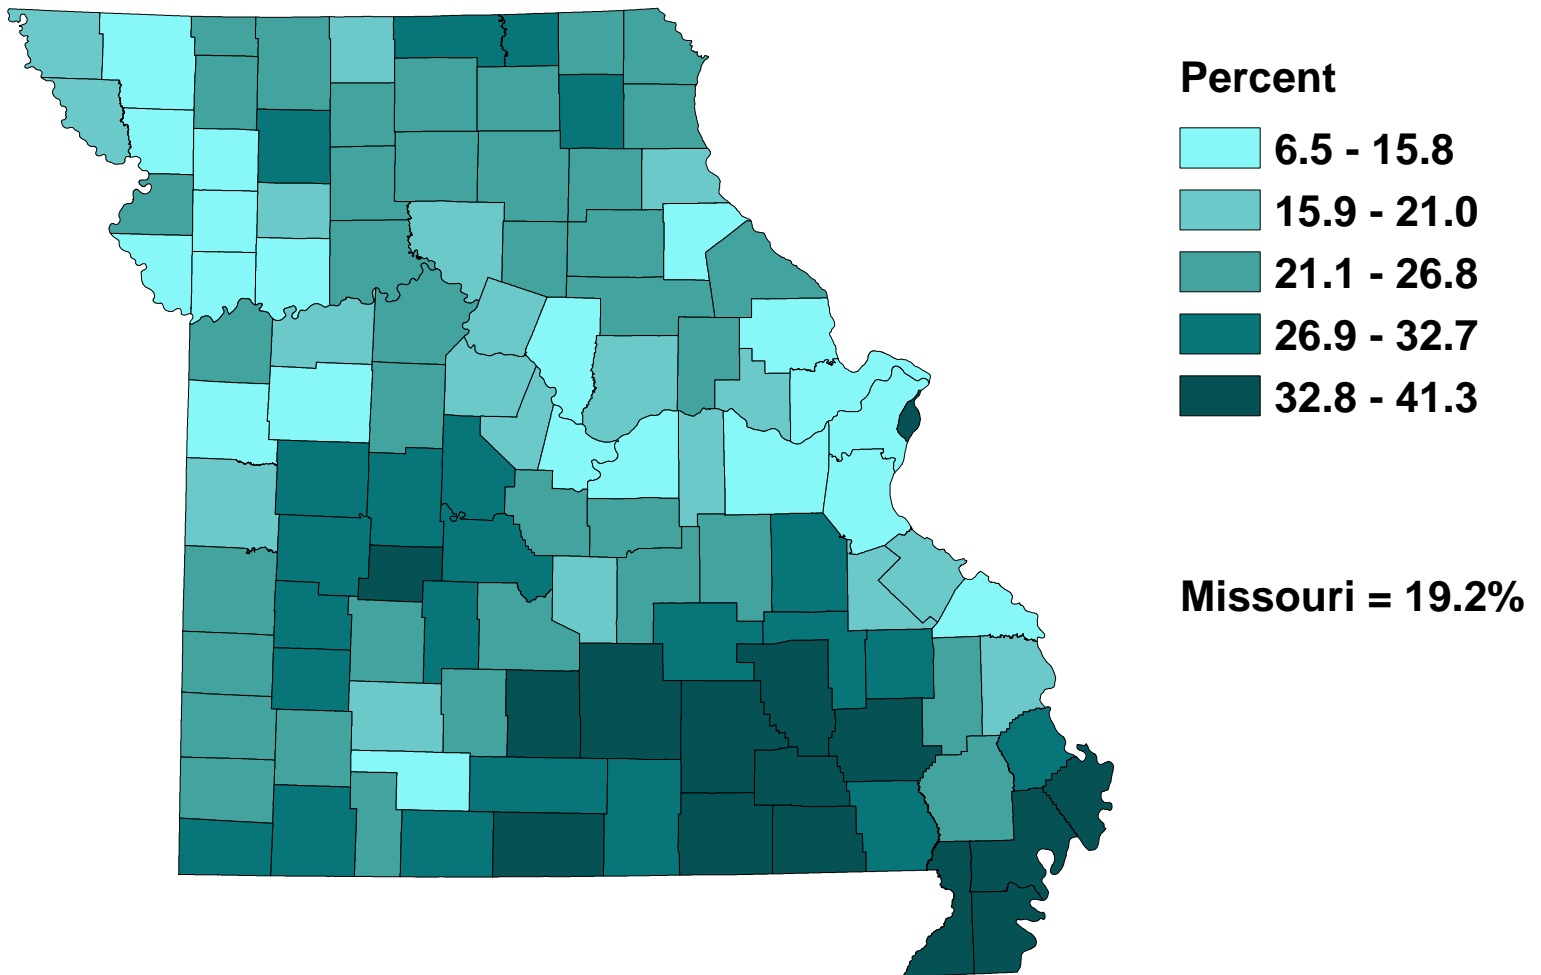 Percent
6.5 - 15.8
15.9 - 21.0
21.1 - 26.8
26.9 - 32.7
32.8 - 41.3
Missouri = 19.2%